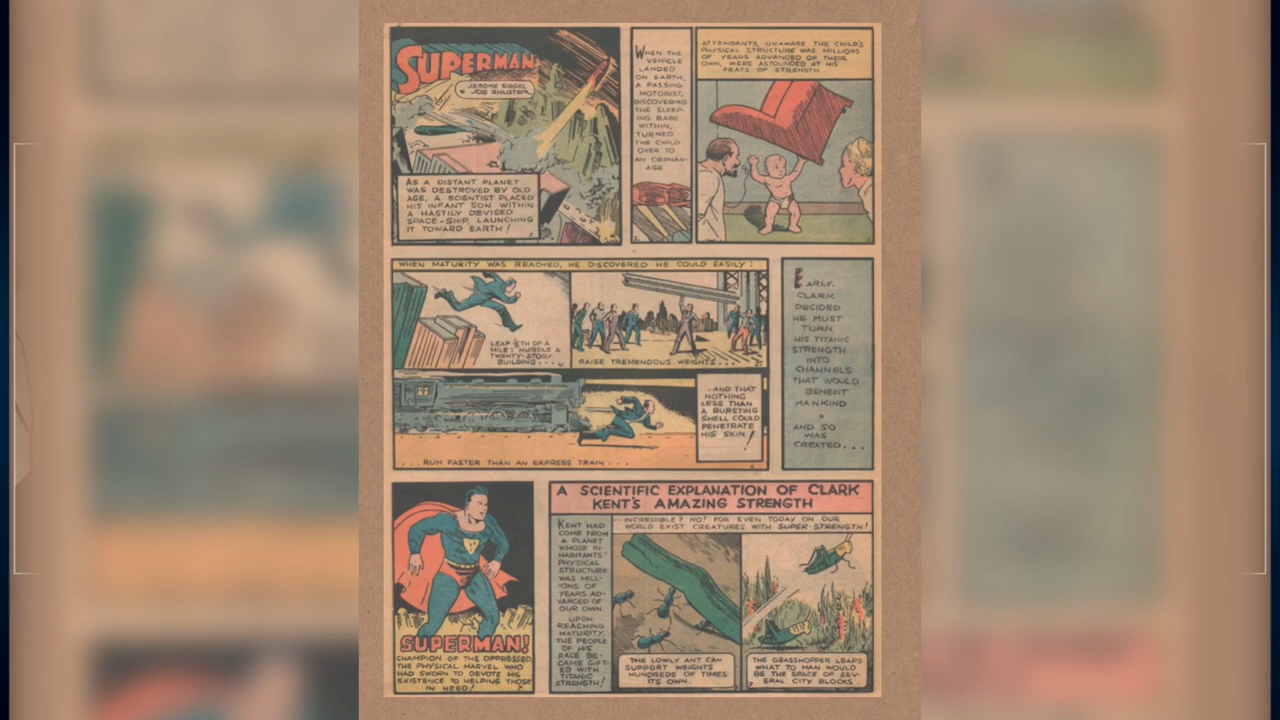 SUPERMAN
JEROME SIEGEL
& JOE SHUSTER
AS A DISTANT PLANET
WAS DESTROYED BY OLD
AGE, A SCIENTIST PLACED
HIS INFANT SON WITHIN
A HASTILY DEVISED
SPACE-SHIP, LAUNCHING
IT TOWARD EARTH!
WHEN THE
VEHICLE
LANDED
ON EARTH,
A PASSING
MOTORIST,
DISCOVERING
THE SLEEP-
ING BABE
WITHIN,
TURNED
THE CHILD
OVER TO
AN ORPHAN-
AGE
ATTENDANTS, UNAWARE THE CHILD'S
PHYSICAL STRUCTURE WAS MILLIONS
OF YEARS ADVANCED OF THEIR
OWN, WERE ASTOUNDED AT HIS
FEATS OF STRENGTH
WHEN MATURITY WAS REACHED, HE DISCOVERED HE COULD EASILY:
LEAP ⅛TH OF A
MILE; HURDLE A
TWENTY-STORY
BUILDING....
RAISE TREMENDOUS WEIGHTS...
...RUN FASTER THAN AN EXPRESS TRAIN...
..AND THAT
NOTHING
LESS THAN
A BURSTING
SHELL COULD
PENETRATE
HIS SKIN!
EARLY,
CLARK
DECIDED
HE MUST
TURN
HIS TITANIC
STRENGTH
INTO
CHANNELS
THAT WOULD
BENEFIT
MANKIND
AND SO
WAS
CREATED...
SUPERMAN!
CHAMPION OF THE OPPRESSED,
THE PHYSICAL MARVEL WHO
HAD SWORN TO DEVOTE HIS
EXISTENCE TO HELPING THOSE
IN NEED!
A SCIENTIFIC EXPLANATION OF CLARK
KENT'S AMAZING STRENGTH
KENT HAD
COME FROM
A PLANET
WHOSE IN-
HABITANTS'
PHYSICAL
STRUCTURE
WAS MILL-
IONS OF
YEARS AD-
VANCED OF
OUR OWN.
UPON
REACHING
MATURITY,
THE PEOPLE
OF HIS
RACE BE-
CAME GIFT-
ED WITH
TITANIC
STRENGTH!
--INCREDIBLE? NO! FOR EVEN TODAY ON OUR
WORLD EXIST CREATURES WITH SUPER-STRENGTH!
THE LOWLY ANT CAN
SUPPORT WEIGHTS
HUNDREDS OF TIMES
ITS OWN.
THE GRASSHOPPER LEAPS
WHAT TO MAN WOULD
BE THE SPACE OF SEV-
ERAL CITY BLOCKS